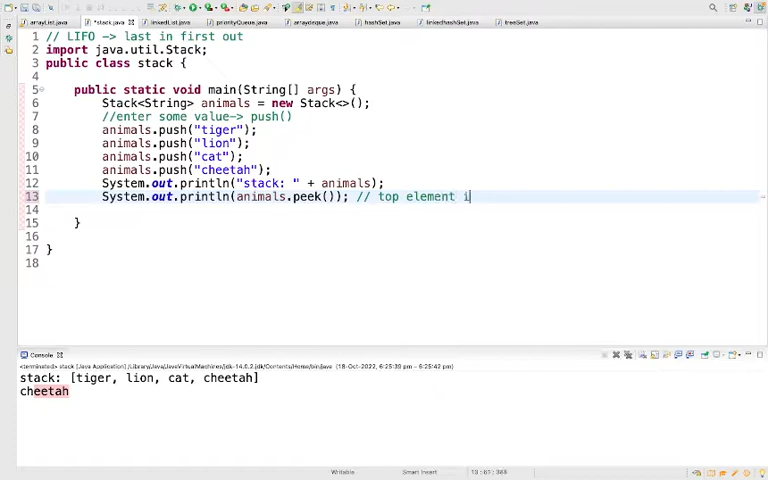 arrayList.java *stack.java linkedList.java priorityQueue.java arraydeque.java hashSet.java linkedhashSet.java treeSet.java
1 // LIFO -> last in first out
2 import java.util.Stack;
3 public class stack {
4
5 public static void main(String[] args) {
6 Stack<String> animals = new Stack<>();
7 //enter some value-> push()
8 animals.push("tiger");
9 animals.push("lion");
10 animals.push("cat");
11 animals.push("cheetah");
12 System.out.println("stack: " + animals);
13 System.out.println(animals.peek()); // top element i
14
15 }
16
17 }
18
Console
<terminated> stack [Java Application] /Library/Java/JavaVirtualMachines/jdk-14.0.2.jdk/Contents/Home/bin/java (18-Oct-2022, 6:25:39 pm – 6:25:42 pm)
stack: [tiger, lion, cat, cheetah]
cheetah
Writable Smart Insert